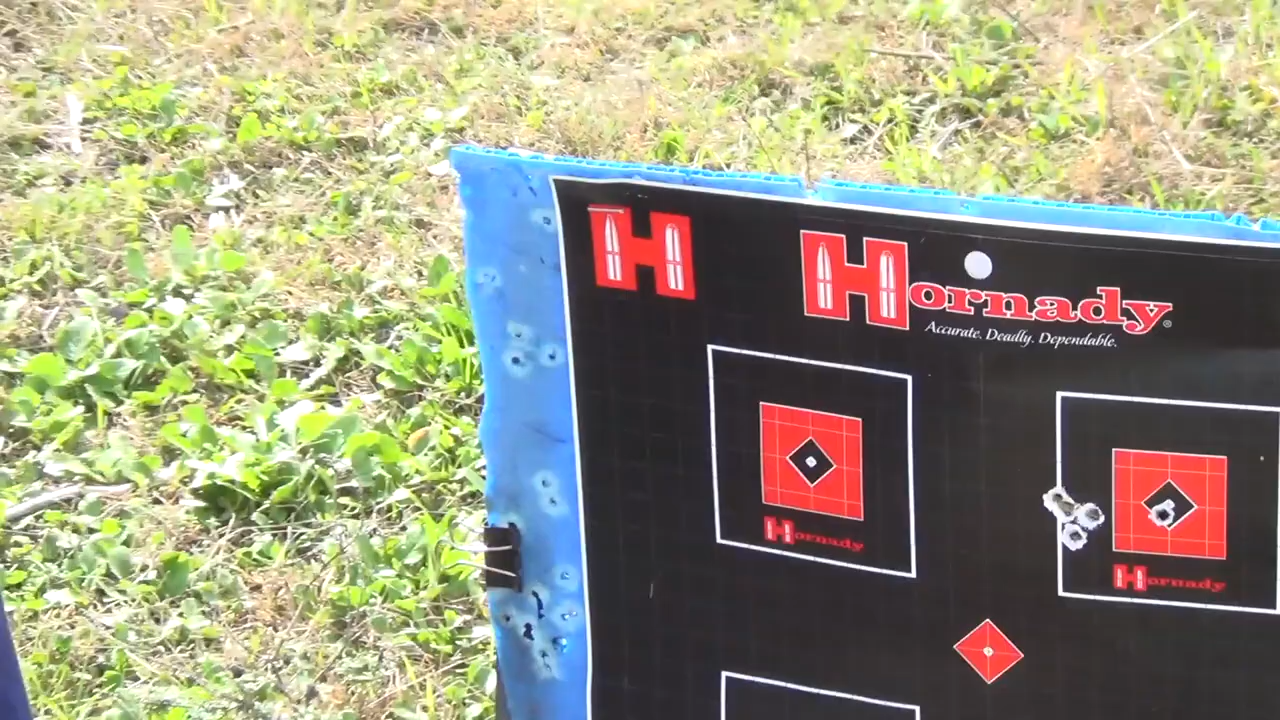 H
Hornady®
Accurate. Deadly. Dependable.
Hornady
Hornady